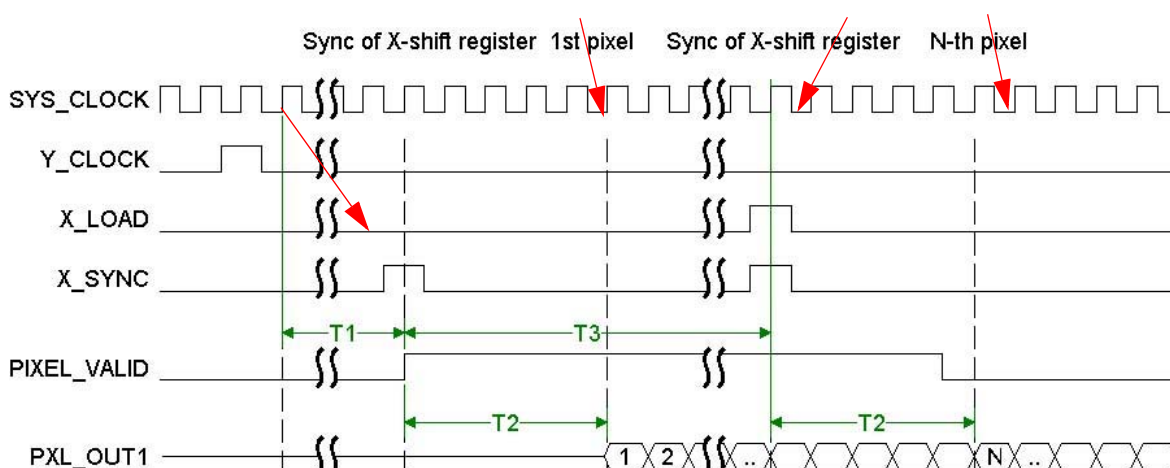 Sync of X-shift register 1st pixel Sync of X-shift register N-th pixel
SYS_CLOCK
Y_CLOCK
X_LOAD
X_SYNC
T1 T3
PIXEL_VALID
T2 T2
PXL_OUT1 1 2 .. N ..